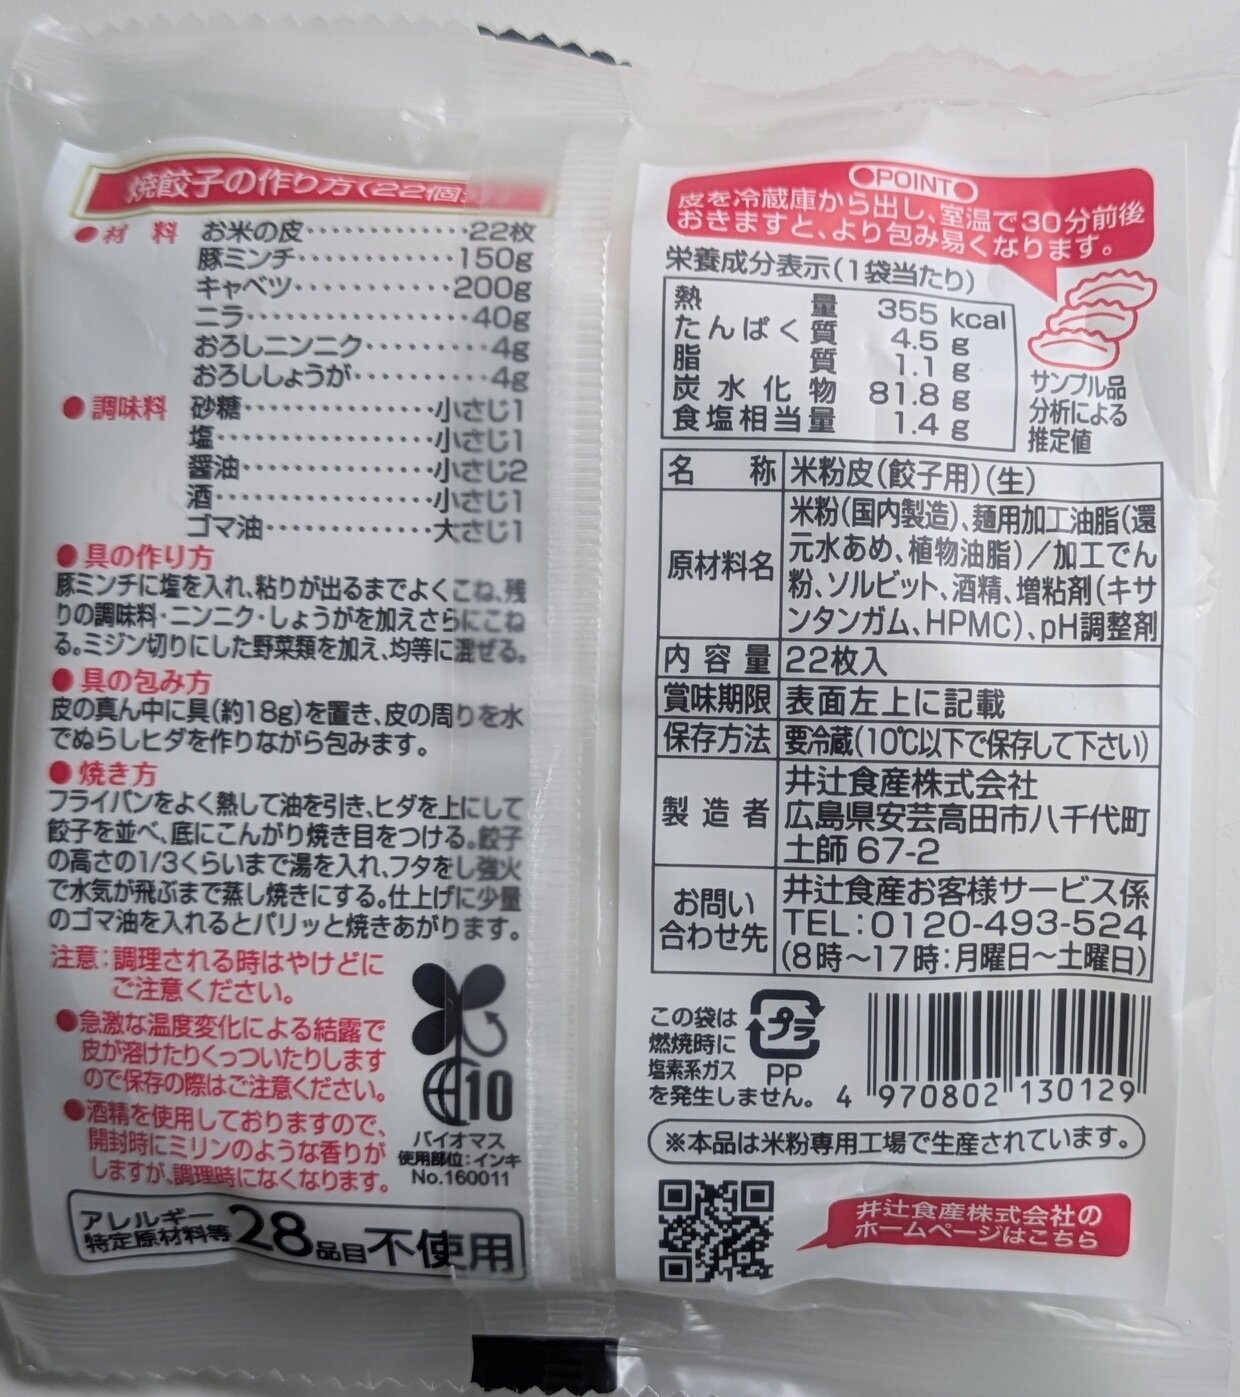 焼餃子の作り方(22個
●材料 お米の皮・・・・・・・・・・・・22枚
豚ミンチ・・・・・・・・・・・・150g
キャベツ・・・・・・・・・・・・200g
ニラ・・・・・・・・・・・・・・・・・40g
おろしニンニク・・・・・・・・・4g
おろししょうが・・・・・・・・・・4g
●調味料 砂糖・・・・・・・・・・・・・・・小さじ1
塩・・・・・・・・・・・・・・・・・小さじ1
醤油・・・・・・・・・・・・・・・小さじ2
酒・・・・・・・・・・・・・・・・・小さじ1
ゴマ油・・・・・・・・・・・・・大さじ1
●具の作り方
豚ミンチに塩を入れ、粘りが出るまでよくこね、残
りの調味料・ニンニク・しょうがを加えさらにこね
る。ミジン切りにした野菜類を加え、均等に混ぜる。
●具の包み方
皮の真ん中に具(約18g)を置き、皮の周りを水
でぬらしヒダを作りながら包みます。
●焼き方
フライパンをよく熱して油を引き、ヒダを上にして
餃子を並べ、底にこんがり焼き目をつける。餃子
の高さの1/3くらいまで湯を入れ、フタをし強火
で水気が飛ぶまで蒸し焼きにする。仕上げに少量
のゴマ油を入れるとパリッと焼きあがります。
注意:調理される時はやけどに
ご注意ください。
●急激な温度変化による結露で
皮が溶けたりくっついたりします
ので保存の際はご注意ください。
●酒精を使用しておりますので、
開封時にミリンのような香りが
しますが、調理時になくなります。
10
バイオマス
使用部位:インキ
No.160011
アレルギー
特定原材料等28品目不使用
POINT
皮を冷蔵庫から出し、室温で30分前後
おきますと、より包み易くなります。
栄養成分表示(1袋当たり)
熱量 355 kcal
たんぱく質 4.5 g
脂質 1.1 g
炭水化物 81.8 g
食塩相当量 1.4 g
サンプル品
分析による
推定値
名称 米粉皮(餃子用)(生)
原材料名 米粉(国内製造)、麺用加工油脂(還
元水あめ、植物油脂)/加工でん
粉、ソルビット、酒精、増粘剤(キサ
ンタンガム、HPMC)、pH調整剤
内容量 22枚入
賞味期限 表面左上に記載
保存方法 要冷蔵(10℃以下で保存して下さい)
製造者 井辻食産株式会社
広島県安芸高田市八千代町
土師 67-2
お問い
合わせ先 井辻食産お客様サービス係
TEL:0120-493-524
(8時~17時:月曜日~土曜日)
この袋は
燃焼時に
塩素系ガス
を発生しません。
プラ
PP
4 970802 130129
※本品は米粉専用工場で生産されています。
井辻食産株式会社の
ホームページはこちら